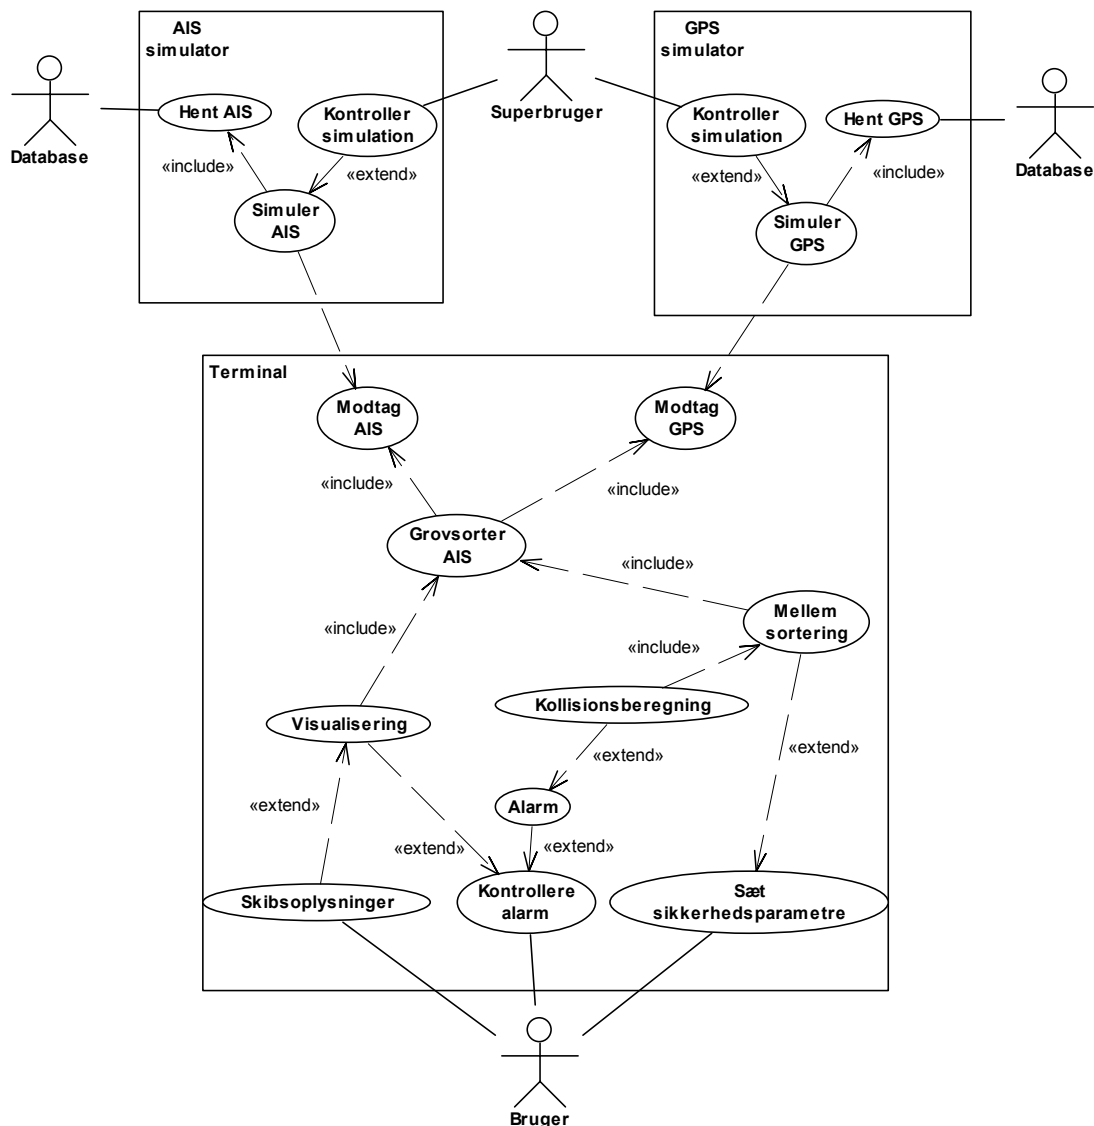 AIS
simulator
GPS
simulator
Superbruger
Database
Hent AIS
Kontroller
simulation
«include»
«extend»
Simuler
AIS
Kontroller
simulation
Hent GPS
Database
«extend»
«include»
Simuler
GPS
Terminal
Modtag
AIS
Modtag
GPS
«include»
«include»
Grovsorter
AIS
«include»
Mellem
sortering
«include»
«include»
Kollisionsberegning
Visualisering
«extend»
«extend»
Alarm
«extend»
«extend»
«extend»
Skibsoplysninger
Kontrollere
alarm
Sæt
sikkerhedsparametre
Bruger